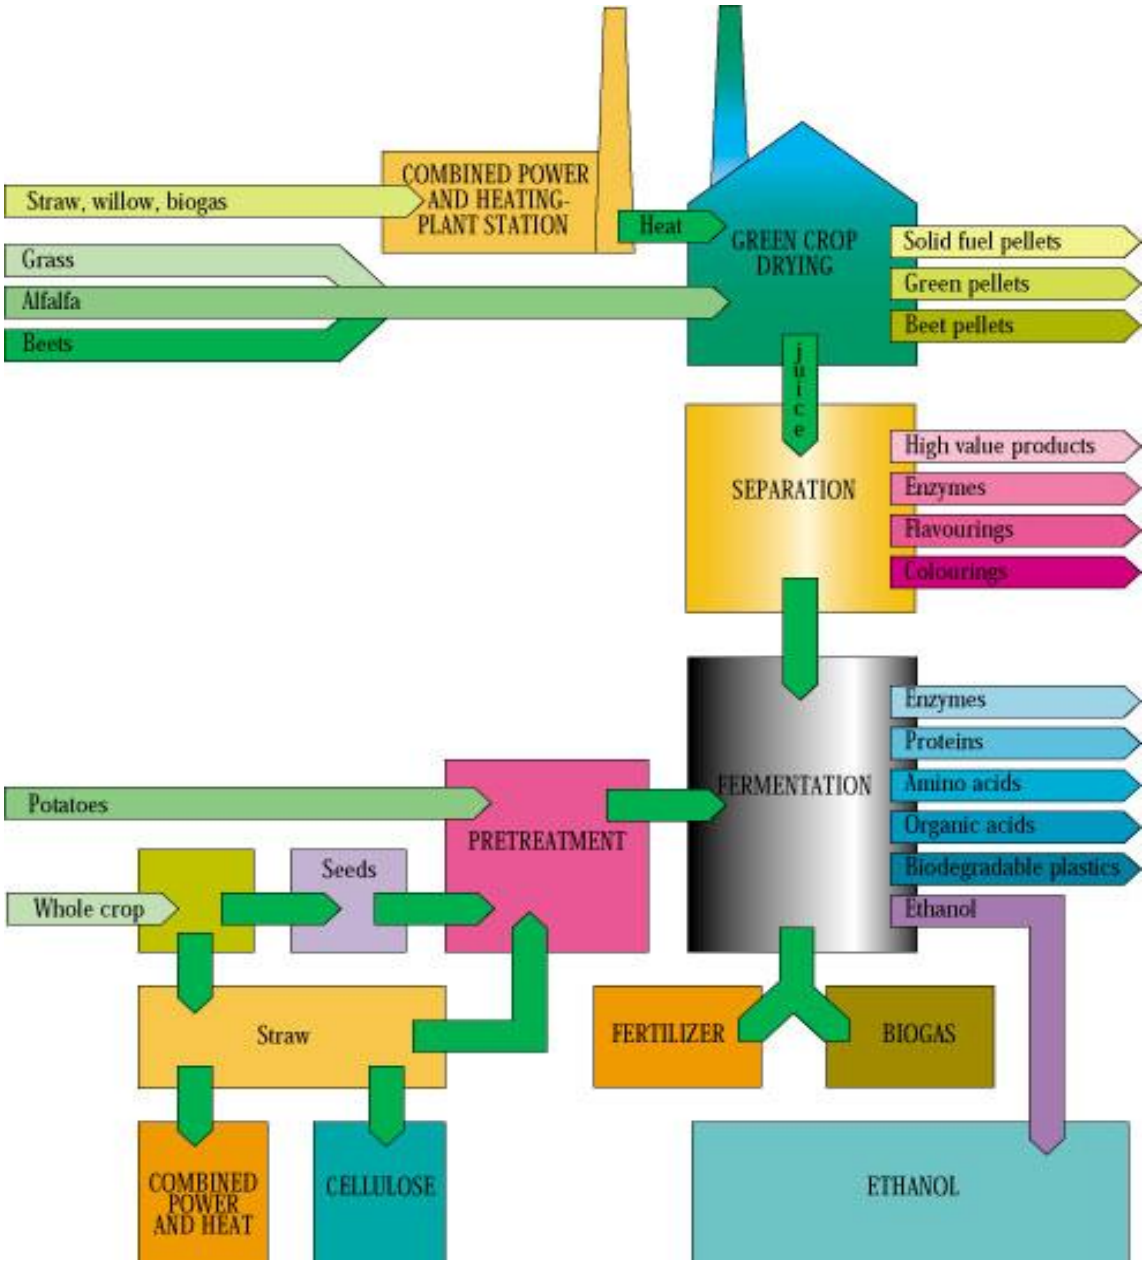 COMBINED POWER
AND HEATING-
PLANT STATION
Straw, willow, biogas
Heat
GREEN CROP
DRYING
Solid fuel pellets
Grass
Green pellets
Alfalfa
Beet pellets
Beets
juice
High value products
SEPARATION
Enzymes
Flavourings
Colourings
Enzymes
Proteins
FERMENTATION
Amino acids
Potatoes
Organic acids
PRETREATMENT
Biodegradable plastics
Seeds
Whole crop
Ethanol
Straw
FERTILIZER
BIOGAS
COMBINED
POWER
AND HEAT
CELLULOSE
ETHANOL